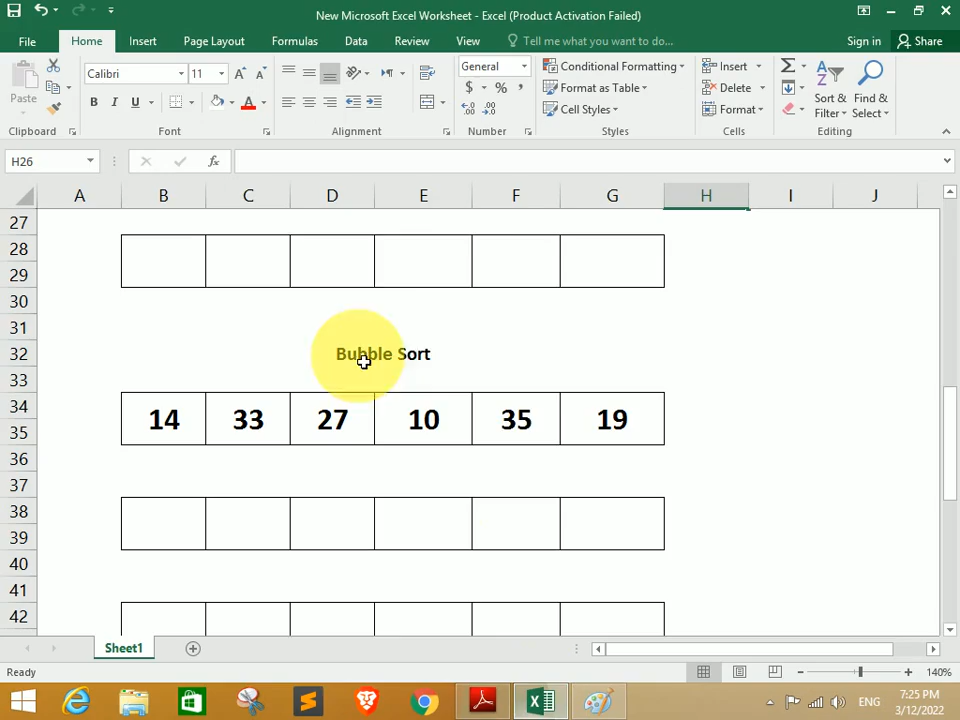 New Microsoft Excel Worksheet - Excel (Product Activation Failed)
File Home Insert Page Layout Formulas Data Review View Tell me what you want to do... Sign in Share
Paste
Calibri 11
B I U A
General
$ % ,
Conditional Formatting
Format as Table
Cell Styles
Insert
Delete
Format
Sort & Filter
Find & Select
Clipboard Font Alignment Number Styles Cells Editing
H26 fx
A B C D E F G H I J
27
28
29
30
31
32 Bubble Sort
33
34 14 33 27 10 35 19
35
36
37
38
39
40
41
42
Sheet1
Ready 140%
ENG 7:25 PM
3/12/2022